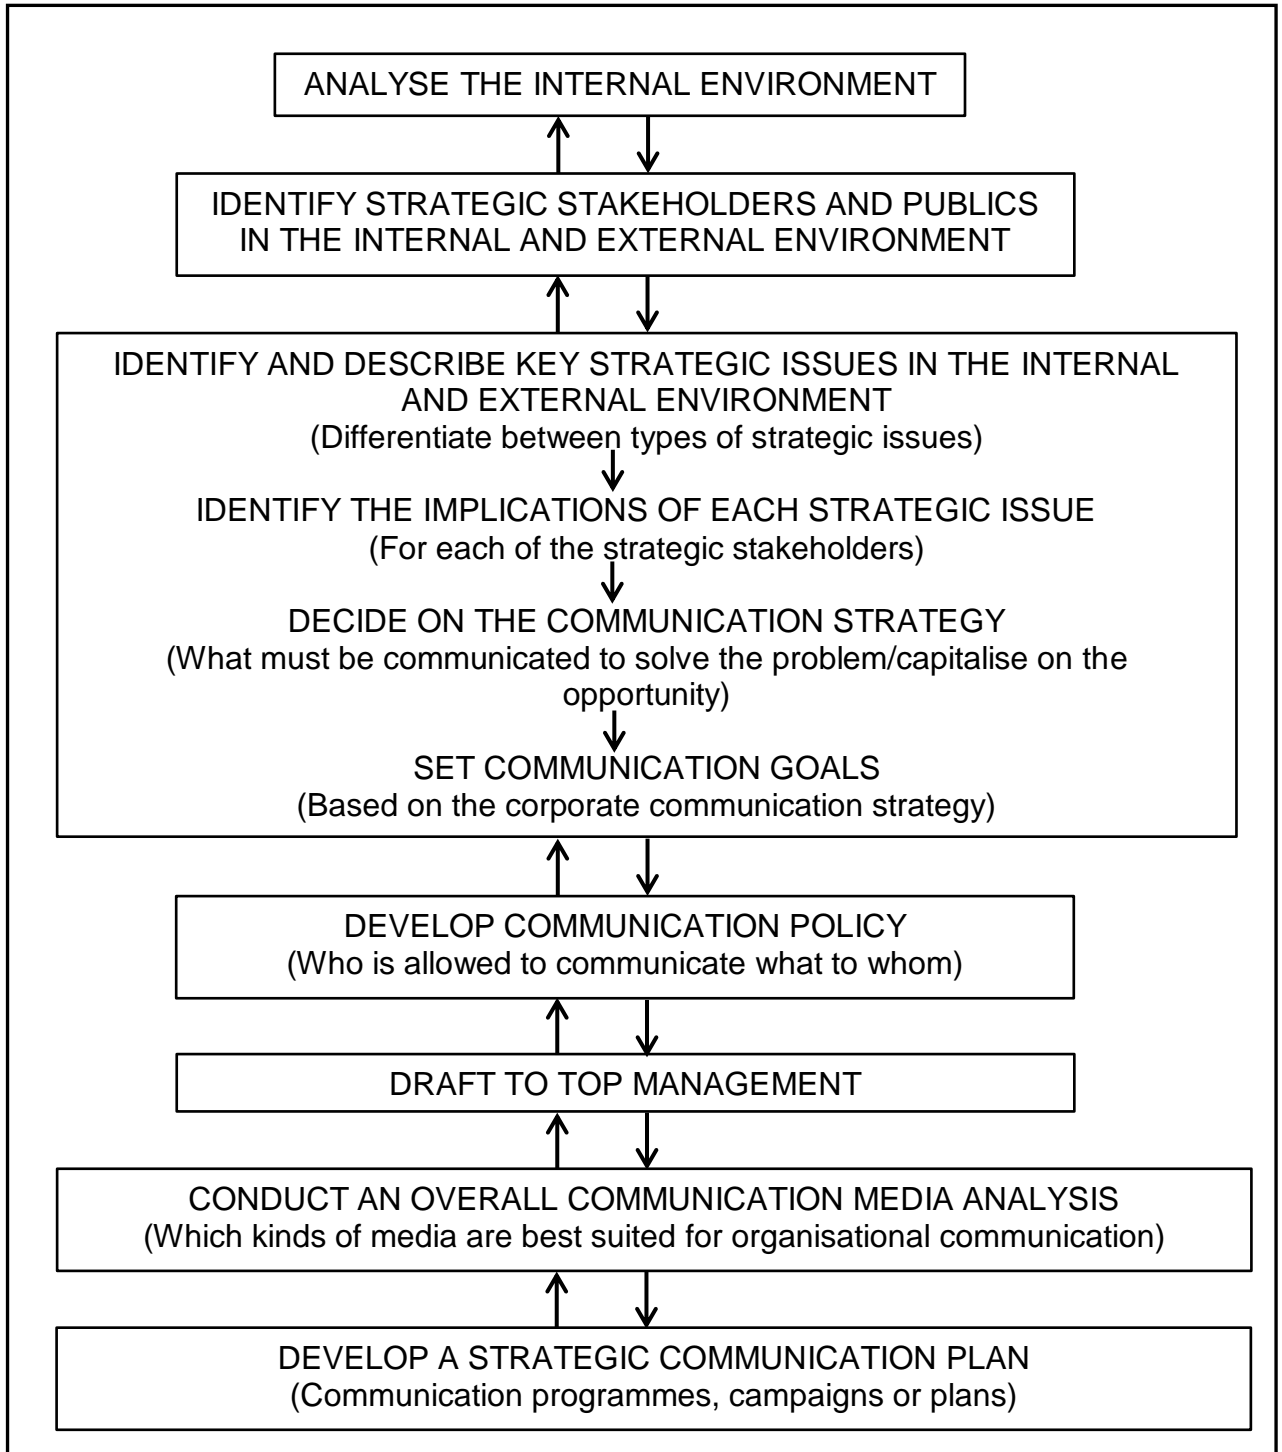 ANALYSE THE INTERNAL ENVIRONMENT
IDENTIFY STRATEGIC STAKEHOLDERS AND PUBLICS
IN THE INTERNAL AND EXTERNAL ENVIRONMENT
IDENTIFY AND DESCRIBE KEY STRATEGIC ISSUES IN THE INTERNAL
AND EXTERNAL ENVIRONMENT
(Differentiate between types of strategic issues)
IDENTIFY THE IMPLICATIONS OF EACH STRATEGIC ISSUE
(For each of the strategic stakeholders)
DECIDE ON THE COMMUNICATION STRATEGY
(What must be communicated to solve the problem/capitalise on the
opportunity)
SET COMMUNICATION GOALS
(Based on the corporate communication strategy)
DEVELOP COMMUNICATION POLICY
(Who is allowed to communicate what to whom)
DRAFT TO TOP MANAGEMENT
CONDUCT AN OVERALL COMMUNICATION MEDIA ANALYSIS
(Which kinds of media are best suited for organisational communication)
DEVELOP A STRATEGIC COMMUNICATION PLAN
(Communication programmes, campaigns or plans)